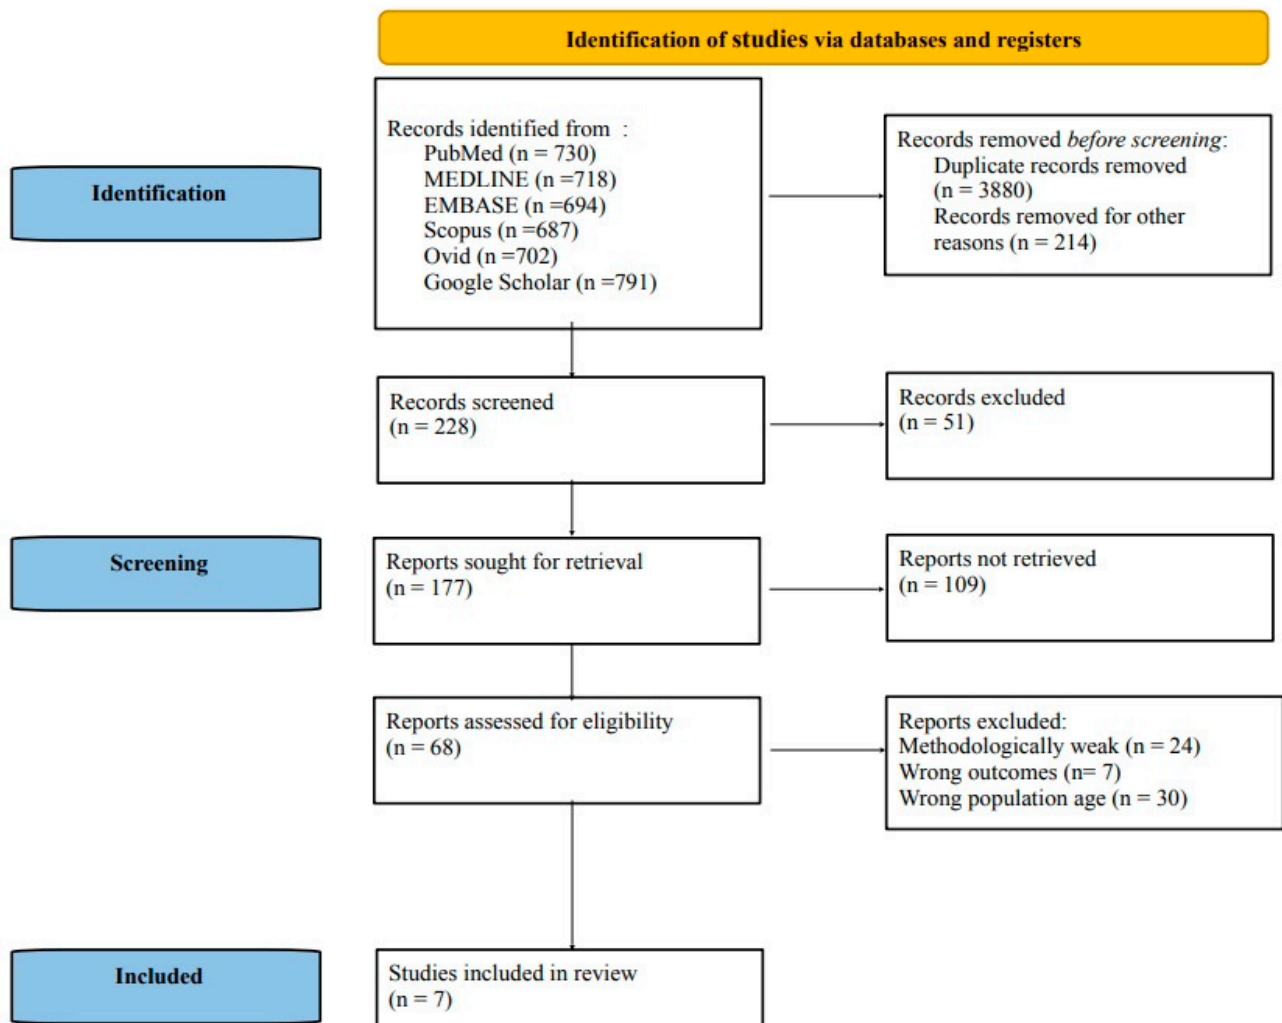 Identification of studies via databases and registers
Identification
Records identified from :
PubMed (n = 730)
MEDLINE (n =718)
EMBASE (n =694)
Scopus (n =687)
Ovid (n =702)
Google Scholar (n =791)
Records removed before screening:
Duplicate records removed
(n = 3880)
Records removed for other
reasons (n = 214)
Records screened
(n = 228)
Records excluded
(n = 51)
Screening
Reports sought for retrieval
(n = 177)
Reports not retrieved
(n = 109)
Reports assessed for eligibility
(n = 68)
Reports excluded:
Methodologically weak (n = 24)
Wrong outcomes (n= 7)
Wrong population age (n = 30)
Included
Studies included in review
(n = 7)